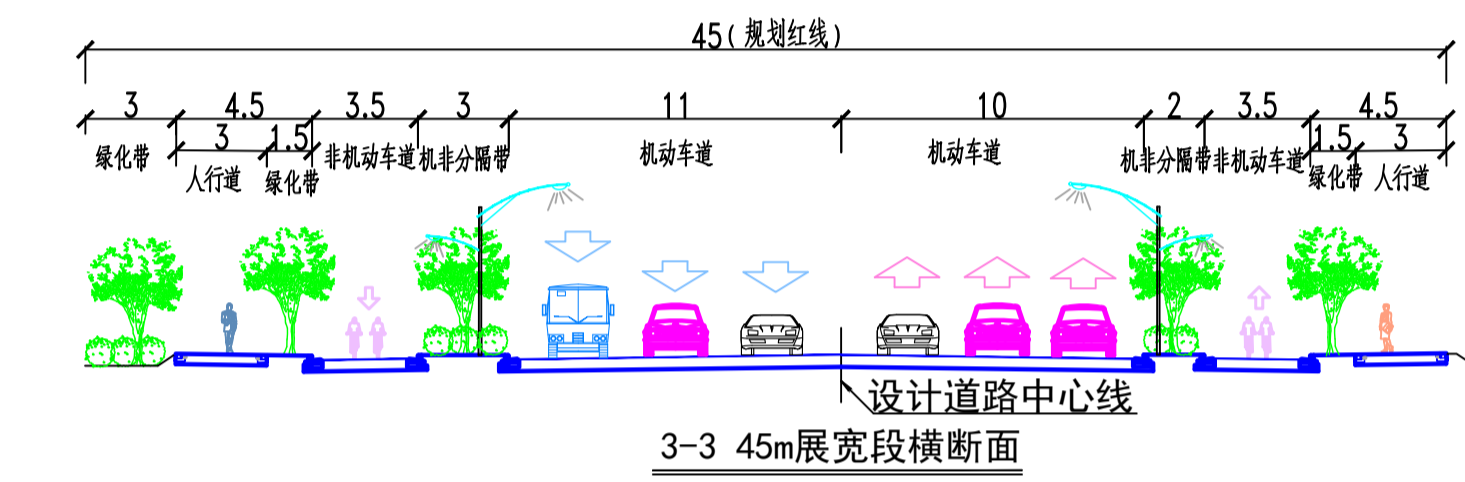 45(规划红线)
3 4.5 3.5 3 11 10 2 3.5 4.5
3 1.5 1.5 3
绿化带 人行道 绿化带 非机动车道 机非分隔带 机动车道 机动车道 机非分隔带 非机动车道 绿化带 人行道
设计道路中心线
3-3 45m展宽段横断面